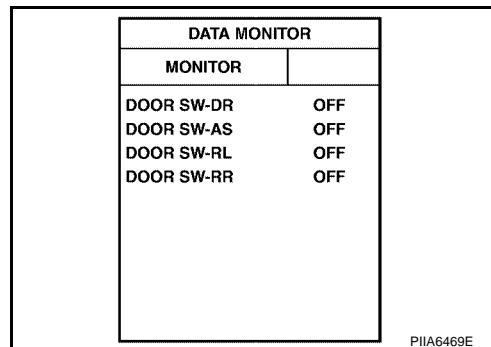 DATA MONITOR
MONITOR
DOOR SW-DR OFF
DOOR SW-AS OFF
DOOR SW-RL OFF
DOOR SW-RR OFF
PIIA6469E